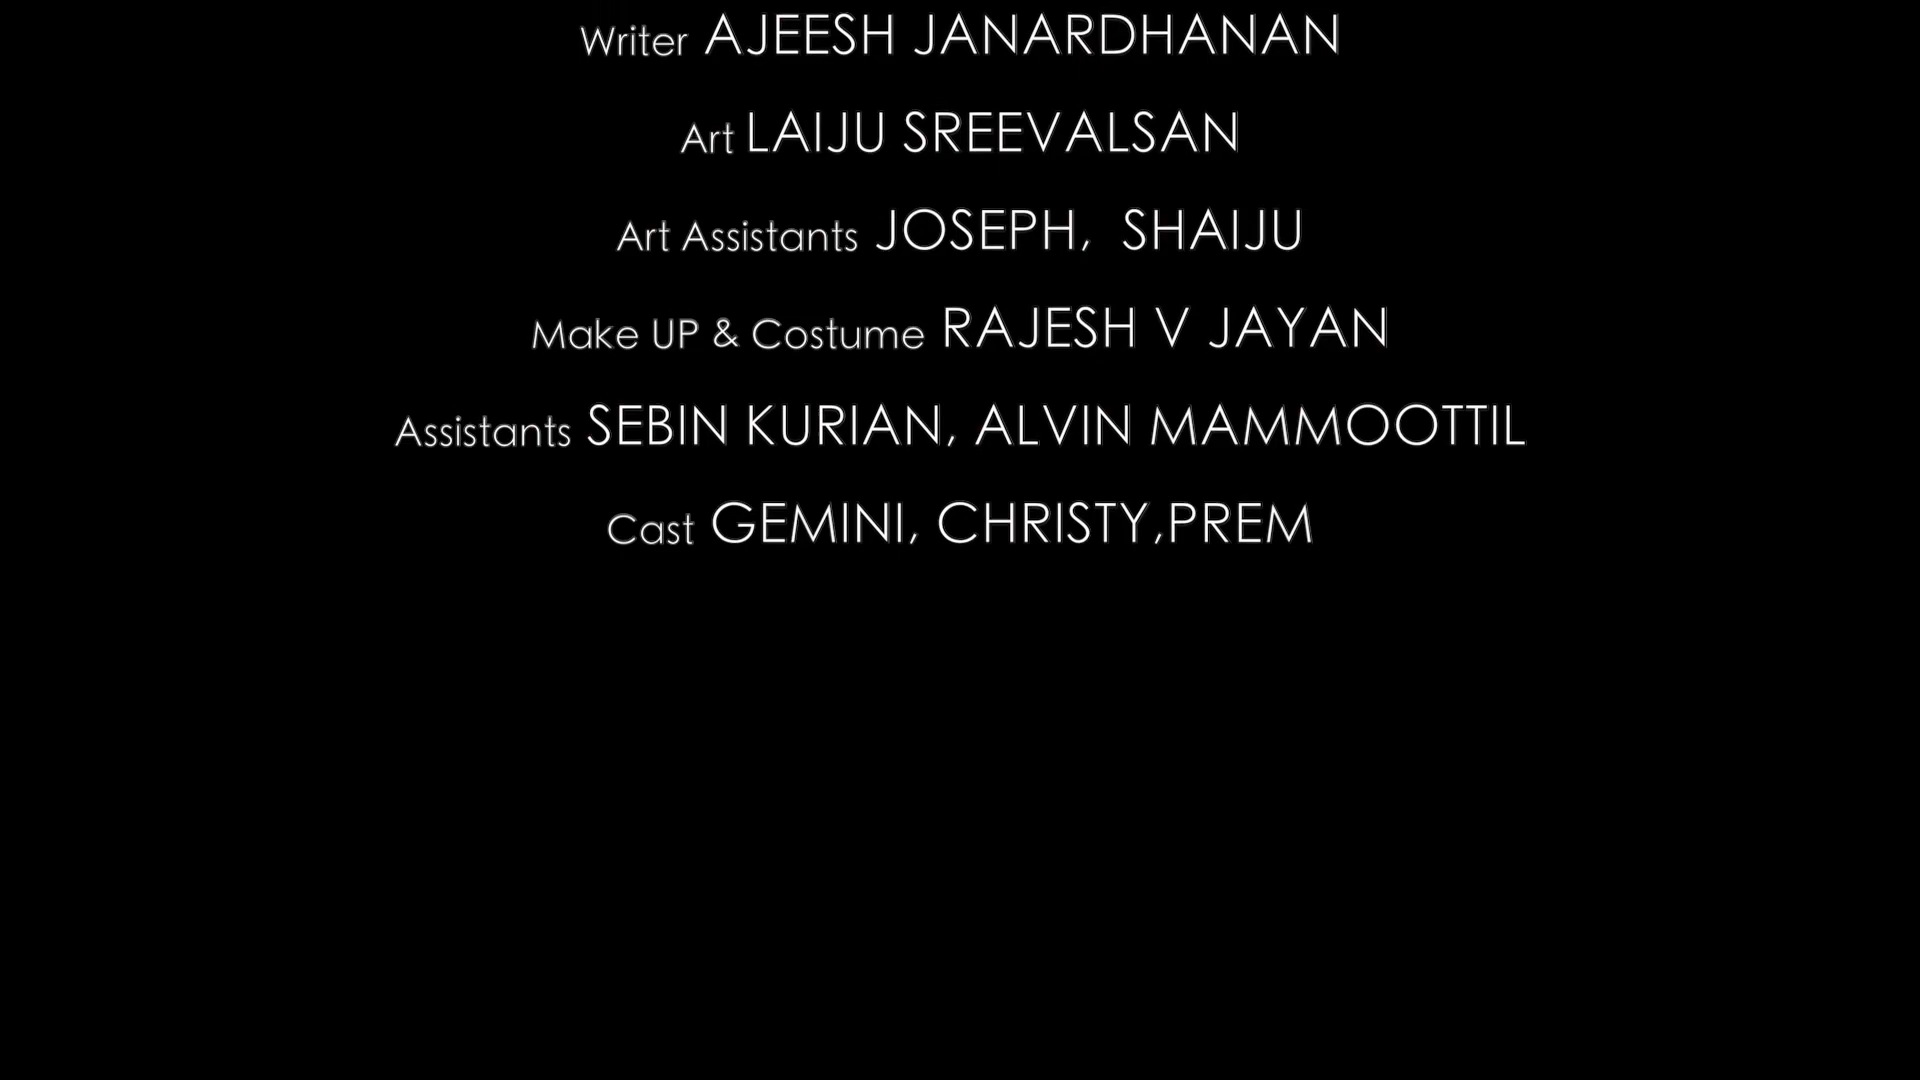 Writer AJEESH JANARDHANAN
Art LAIJU SREEVALSAN
Art Assistants JOSEPH, SHAIJU
Make UP & Costume RAJESH V JAYAN
Assistants SEBIN KURIAN, ALVIN MAMMOOTTIL
Cast GEMINI, CHRISTY,PREM